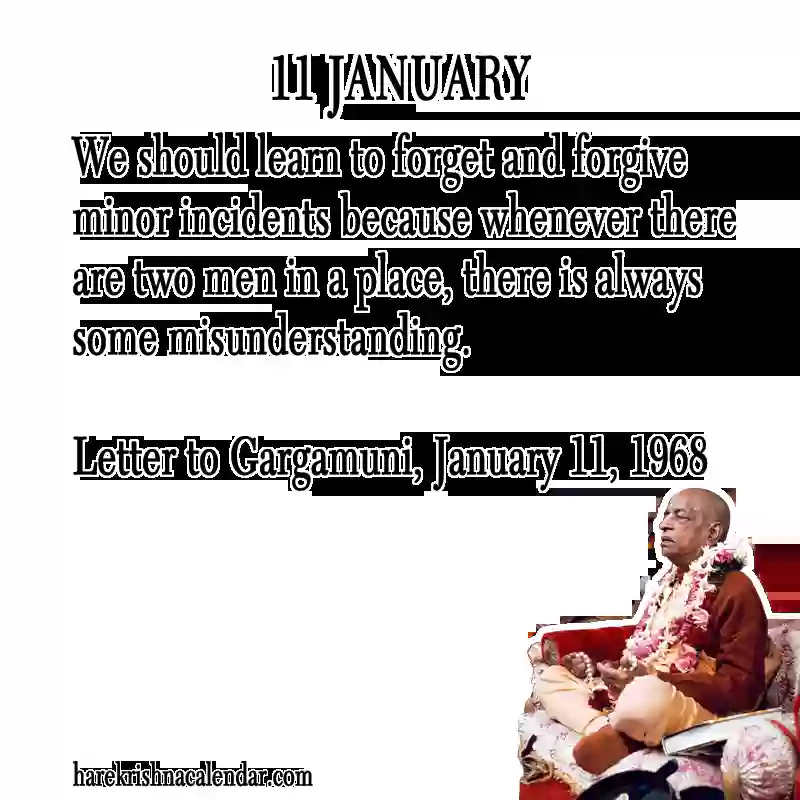 11 JANUARY
We should learn to forget and forgive
minor incidents because whenever there
are two men in a place, there is always
some misunderstanding.
Letter to Gargamuni, January 11, 1968
harekrishnacalendar.com